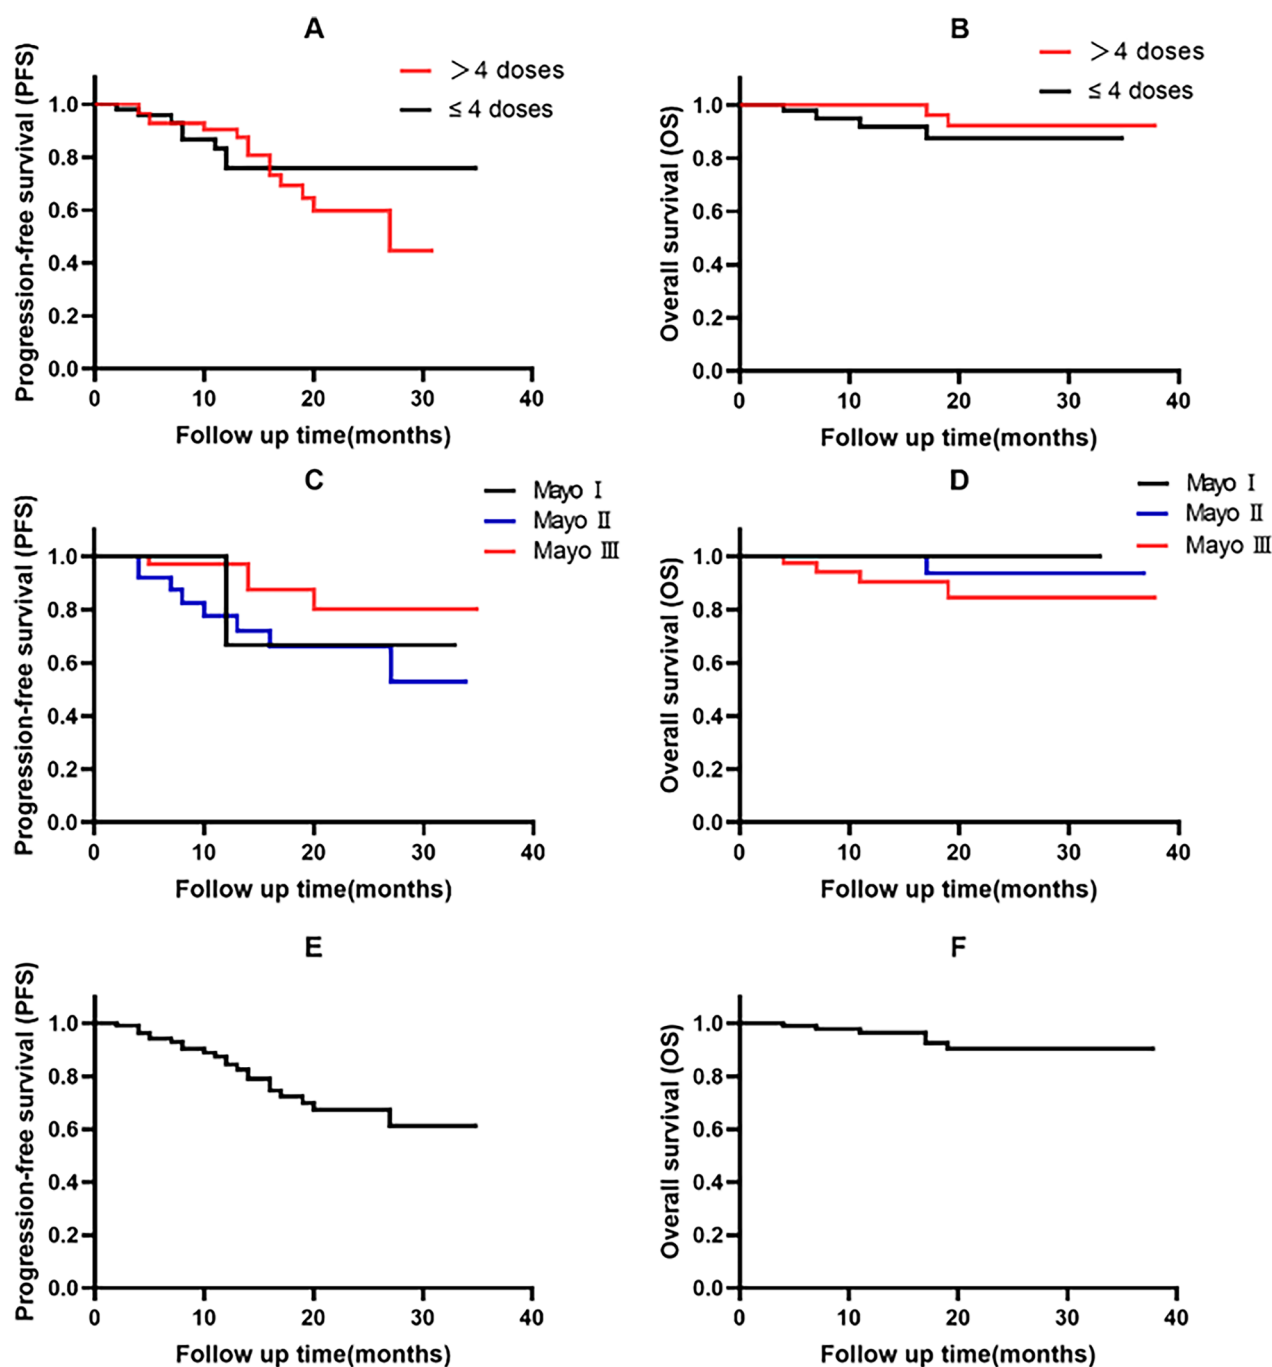 A
Progression-free survival (PFS)
>4 doses
≤ 4 doses
1.0
0.8
0.6
0.4
0.2
0.0
0 10 20 30 40
Follow up time(months)
B
Overall survival (OS)
>4 doses
≤ 4 doses
1.0
0.8
0.6
0.4
0.2
0.0
0 10 20 30 40
Follow up time(months)
C
Progression-free survival (PFS)
Mayo Ⅰ
Mayo Ⅱ
Mayo Ⅲ
1.0
0.8
0.6
0.4
0.2
0.0
0 10 20 30 40
Follow up time(months)
D
Overall survival (OS)
Mayo Ⅰ
Mayo Ⅱ
Mayo Ⅲ
1.0
0.8
0.6
0.4
0.2
0.0
0 10 20 30 40
Follow up time(months)
E
Progression-free survival (PFS)
1.0
0.8
0.6
0.4
0.2
0.0
0 10 20 30 40
Follow up time(months)
F
Overall survival (OS)
1.0
0.8
0.6
0.4
0.2
0.0
0 10 20 30 40
Follow up time(months)